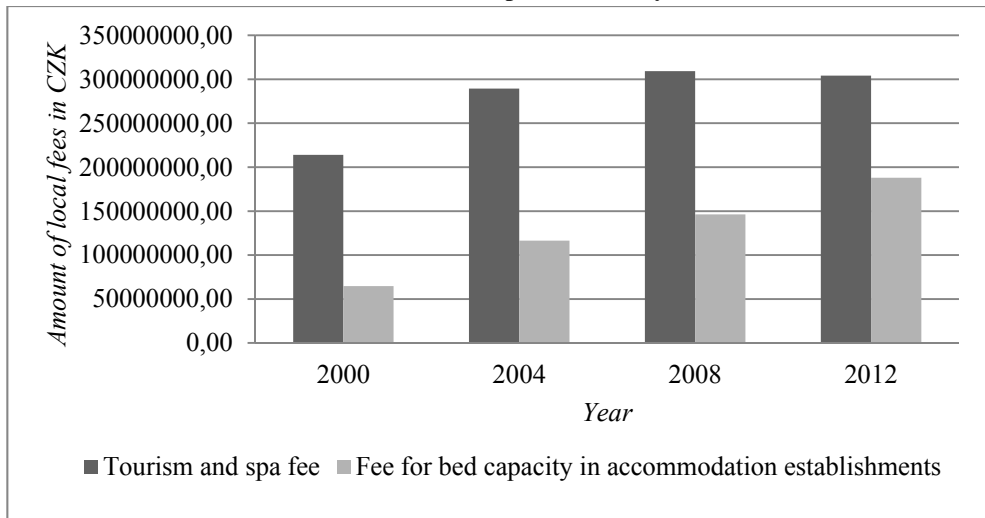 350000000,00
300000000,00
250000000,00
200000000,00
150000000,00
100000000,00
50000000,00
0,00
Amount of local fees in CZK
2000 2004 2008 2012
Year
Tourism and spa fee Fee for bed capacity in accommodation establishments